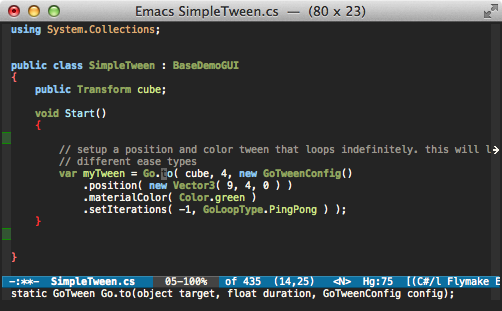 Emacs SimpleTween.cs — (80 x 23)
using System.Collections;
public class SimpleTween : BaseDemoGUI
{
public Transform cube;
void Start()
{
// setup a position and color tween that loops indefinitely. this will l
// different ease types
var myTween = Go.to( cube, 4, new GoTweenConfig()
.position( new Vector3( 9, 4, 0 ) )
.materialColor( Color.green )
.setIterations( -1, GoLoopType.PingPong ) );
}
}
-:**- SimpleTween.cs 05-100% of 435 (14,25) <N> Hg:75 [(C#/l Flymake E
static GoTween Go.to(object target, float duration, GoTweenConfig config);